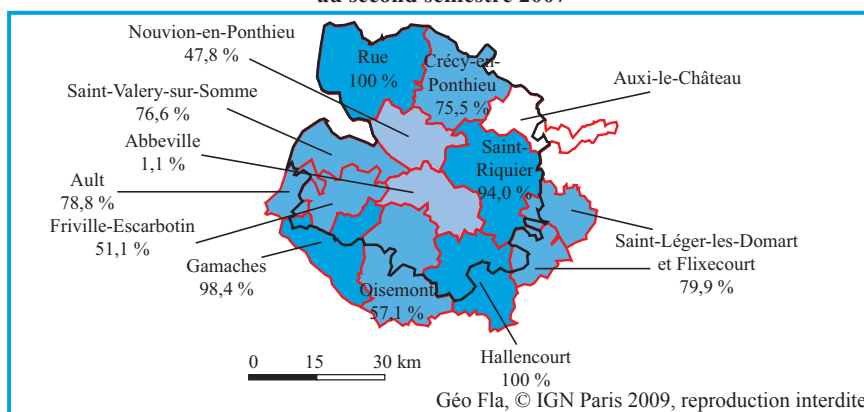 au second semestre 2007
Nouvion-en-Ponthieu
47,8 %
Rue
100 %
Crécy-en-
Ponthieu
75,5 %
Auxi-le-Château
Saint-Valery-sur-Somme
76,6 %
Abbeville
1,1 %
Saint-
Riquier
94,0 %
Ault
78,8 %
Friville-Escarbotin
51,1 %
Saint-Léger-les-Domart
et Flixecourt
79,9 %
Gamaches
98,4 %
Oisemont
57,1 %
Hallencourt
100 %
0 15 30 km
Géo Fla, © IGN Paris 2009, reproduction interdite